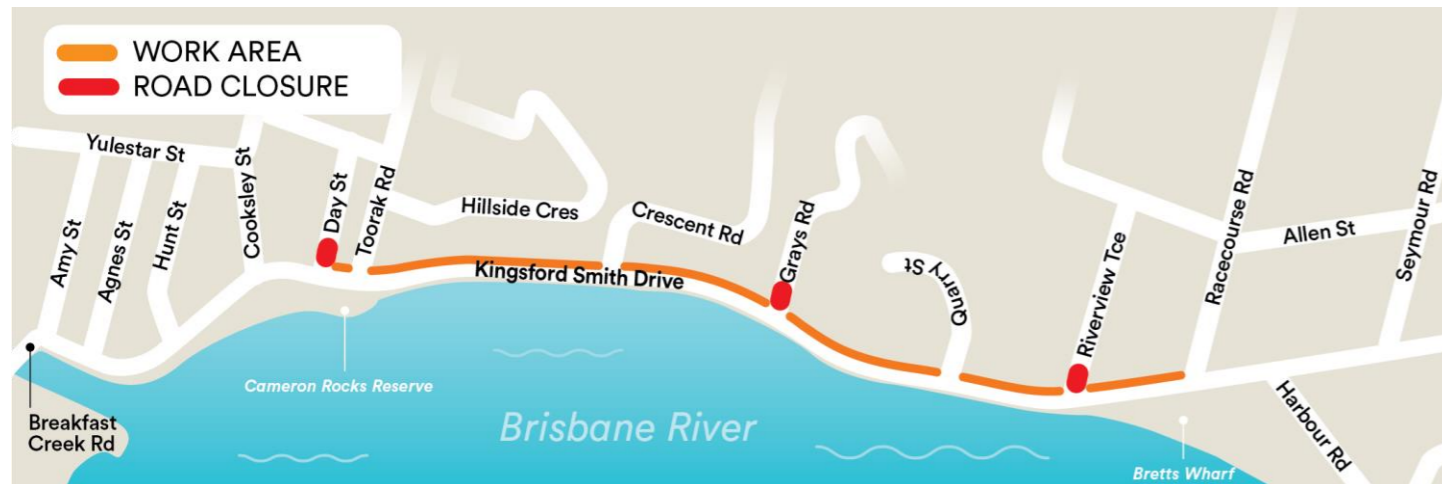 WORK AREA
ROAD CLOSURE
Yulestar St
Amy St
Agnes St
Hunt St
Cooksley St
Day St
Toorak Rd
Hillside Cres
Crescent Rd
Kingsford Smith Drive
Grays Rd
Quarry St
Riverview Tce
Racecourse Rd
Allen St
Seymour Rd
Harbour Rd
Breakfast
Creek Rd
Cameron Rocks Reserve
Brisbane River
Bretts Wharf